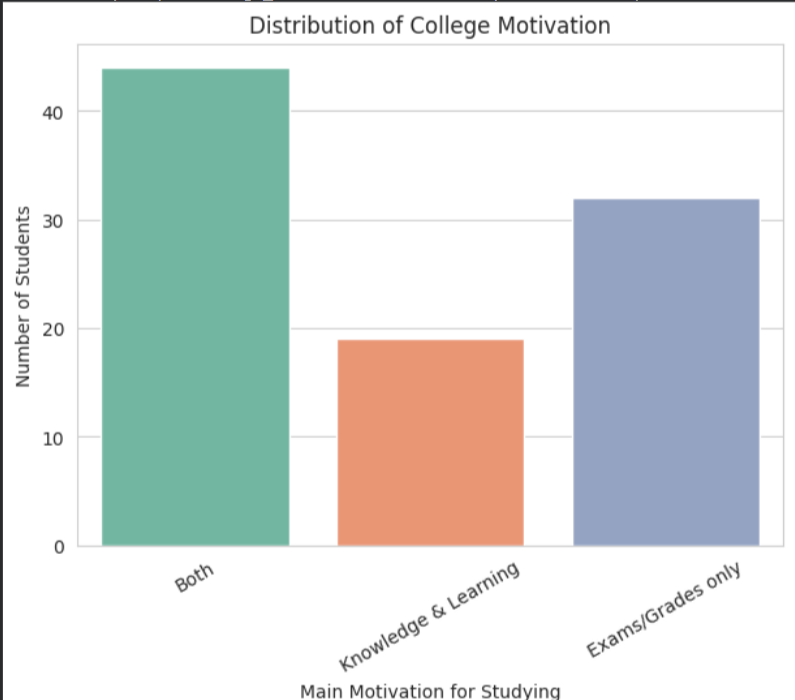 Distribution of College Motivation
Number of Students
40
30
20
10
0
Both
Knowledge & Learning
Exams/Grades only
Main Motivation for Studying